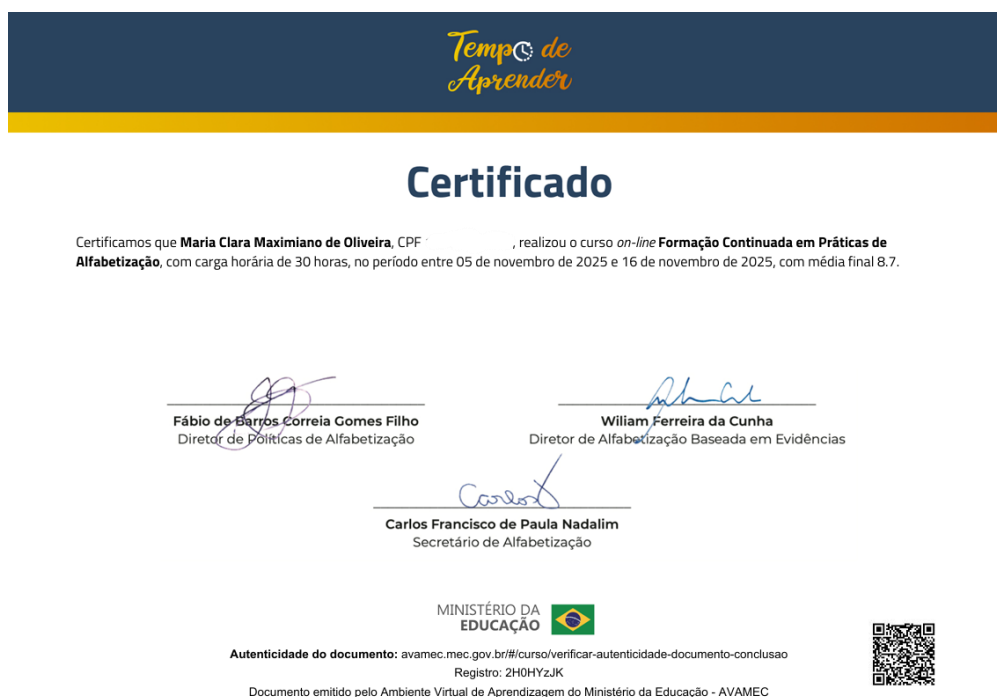 Tempo de
Aprender
Certificado
Certificamos que Maria Clara Maximiano de Oliveira, CPF , realizou o curso on-line Formação Continuada em Práticas de
Alfabetização, com carga horária de 30 horas, no período entre 05 de novembro de 2025 e 16 de novembro de 2025, com média final 8.7.
Fábio de Barros Correia Gomes Filho
Diretor de Políticas de Alfabetização
Wiliam Ferreira da Cunha
Diretor de Alfabetização Baseada em Evidências
Carlos
Carlos Francisco de Paula Nadalim
Secretário de Alfabetização
MINISTÉRIO DA
EDUCAÇÃO
Autenticidade do documento: avamec.mec.gov.br/#/curso/verificar-autenticidade-documento-conclusao
Registro: 2H0HYzJK
Documento emitido pelo Ambiente Virtual de Aprendizagem do Ministério da Educação - AVAMEC